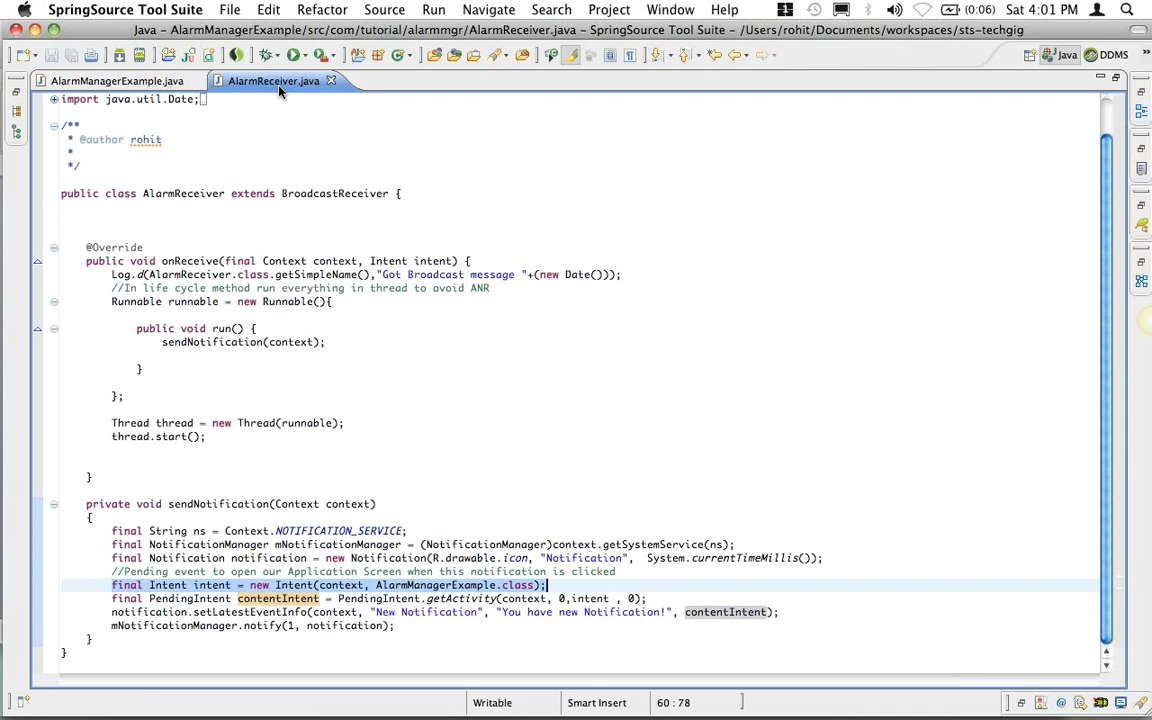 SpringSource Tool Suite File Edit Refactor Source Run Navigate Search Project Window Help 1 (0:06) Sat 4:01 PM
Java – AlarmManagerExample/src/com/tutorial/alarmmgr/AlarmReceiver.java – SpringSource Tool Suite – /Users/rohit/Documents/workspaces/sts-techgig
Java DDMS
AlarmManagerExample.java AlarmReceiver.java
import java.util.Date;
/**
* @author rohit
*
*/
public class AlarmReceiver extends BroadcastReceiver {
@Override
public void onReceive(final Context context, Intent intent) {
Log.d(AlarmReceiver.class.getSimpleName(),"Got Broadcast message "+(new Date()));
//In life cycle method run everything in thread to avoid ANR
Runnable runnable = new Runnable(){
public void run() {
sendNotification(context);
}
};
Thread thread = new Thread(runnable);
thread.start();
}
private void sendNotification(Context context)
{
final String ns = Context.NOTIFICATION_SERVICE;
final NotificationManager mNotificationManager = (NotificationManager)context.getSystemService(ns);
final Notification notification = new Notification(R.drawable.icon, "Notification", System.currentTimeMillis());
//Pending event to open our Application Screen when this notification is clicked
final Intent intent = new Intent(context, AlarmManagerExample.class);
final PendingIntent contentIntent = PendingIntent.getActivity(context, 0,intent , 0);
notification.setLatestEventInfo(context, "New Notification", "You have new Notification!", contentIntent);
mNotificationManager.notify(1, notification);
}
}
Writable Smart Insert 60 : 78